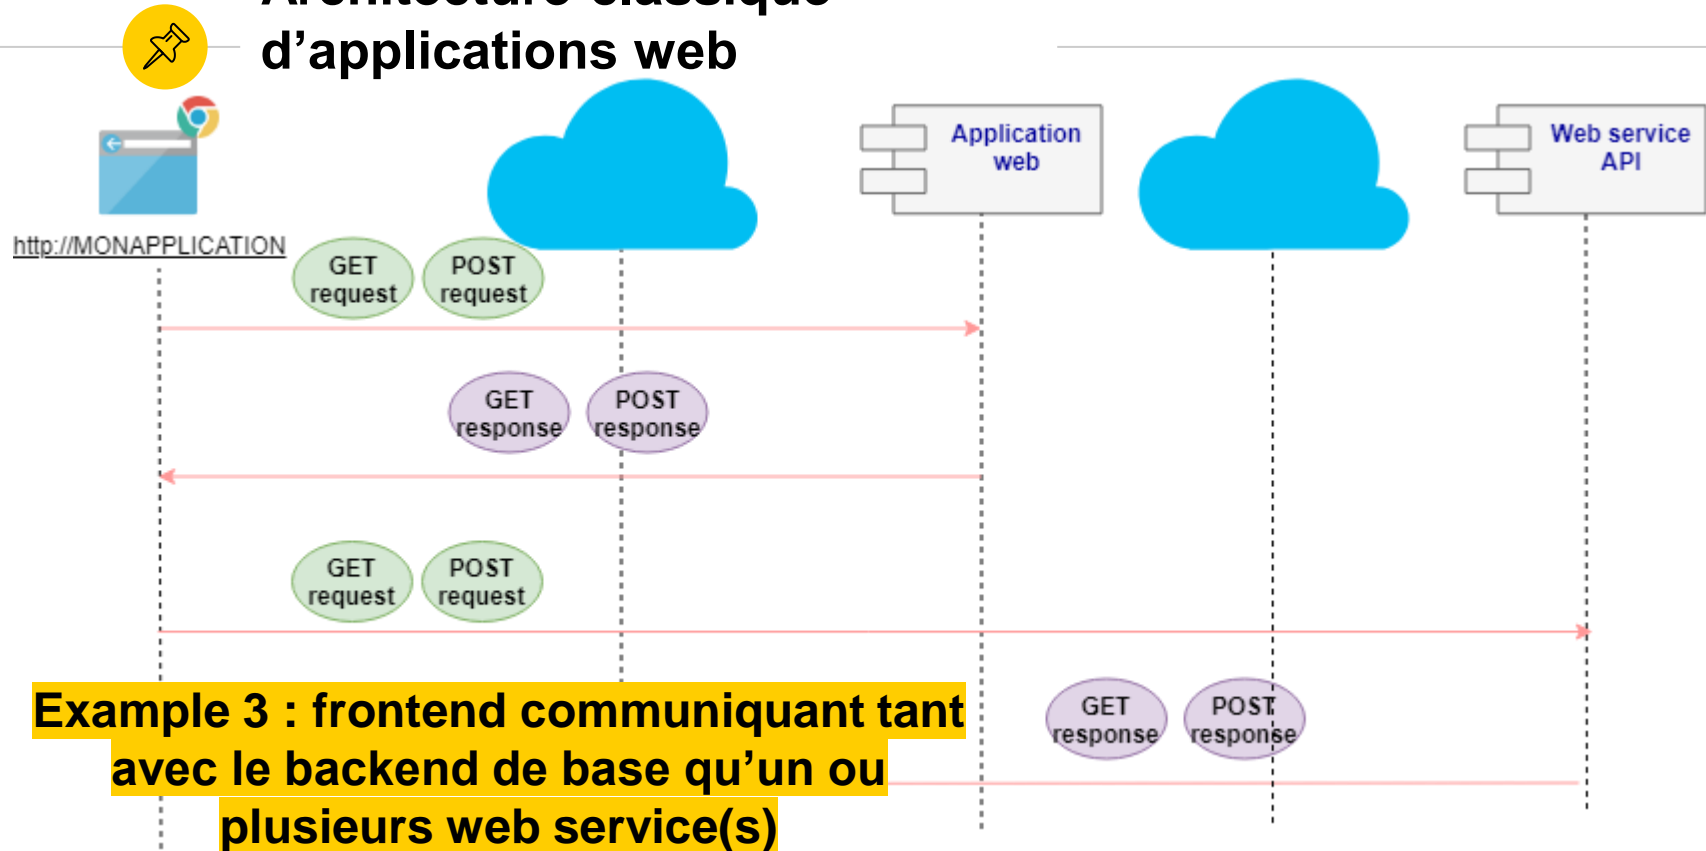 Architecture classique
d’applications web
Application
web
Web service
API
http://MONAPPLICATION
GET
request
POST
request
GET
response
POST
response
GET
request
POST
request
GET
response
POST
response
Example 3 : frontend communiquant tant
avec le backend de base qu’un ou
plusieurs web service(s)